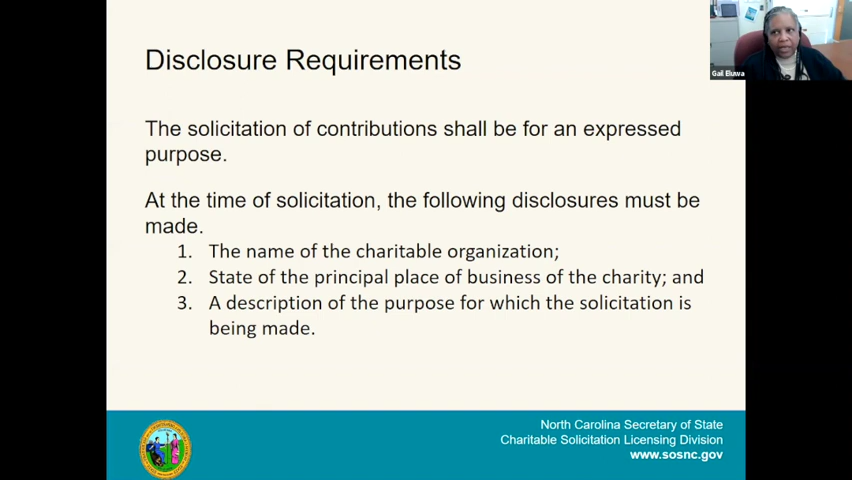 Disclosure Requirements
Gail Eluwa
The solicitation of contributions shall be for an expressed
purpose.
At the time of solicitation, the following disclosures must be
made.
1. The name of the charitable organization;
2. State of the principal place of business of the charity; and
3. A description of the purpose for which the solicitation is
being made.
North Carolina Secretary of State
Charitable Solicitation Licensing Division
www.sosnc.gov